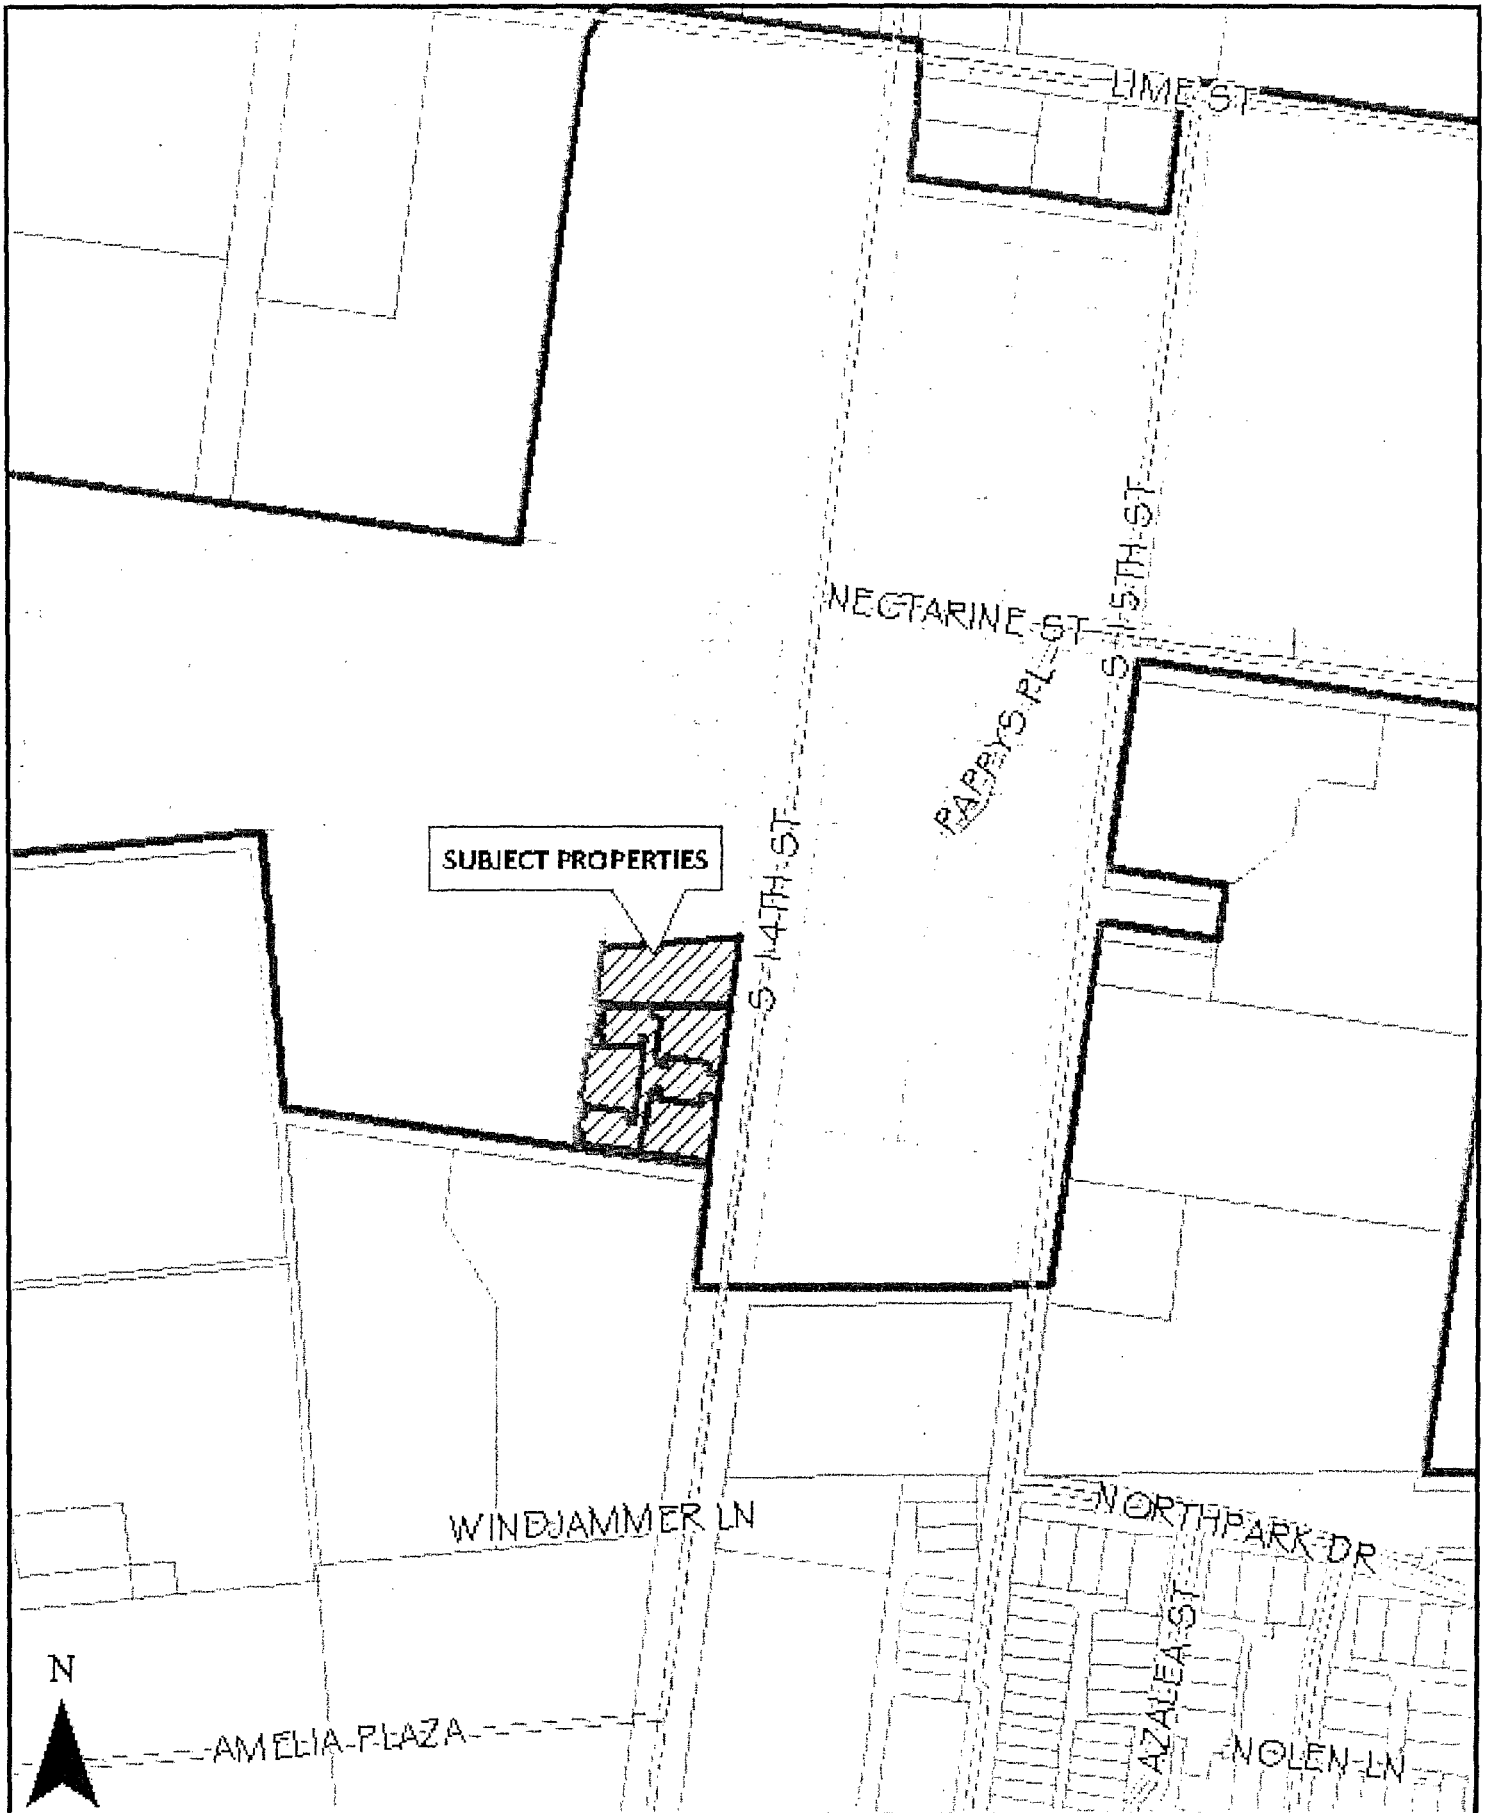 LIME ST
S 15TH ST
NECTARINE ST
PAPPYS PL
SUBJECT PROPERTIES
S 14TH ST
WINDJAMMER LN
NORTHPARK DR
AZALEA ST
N
AMELIA PLAZA
NOLEN LN